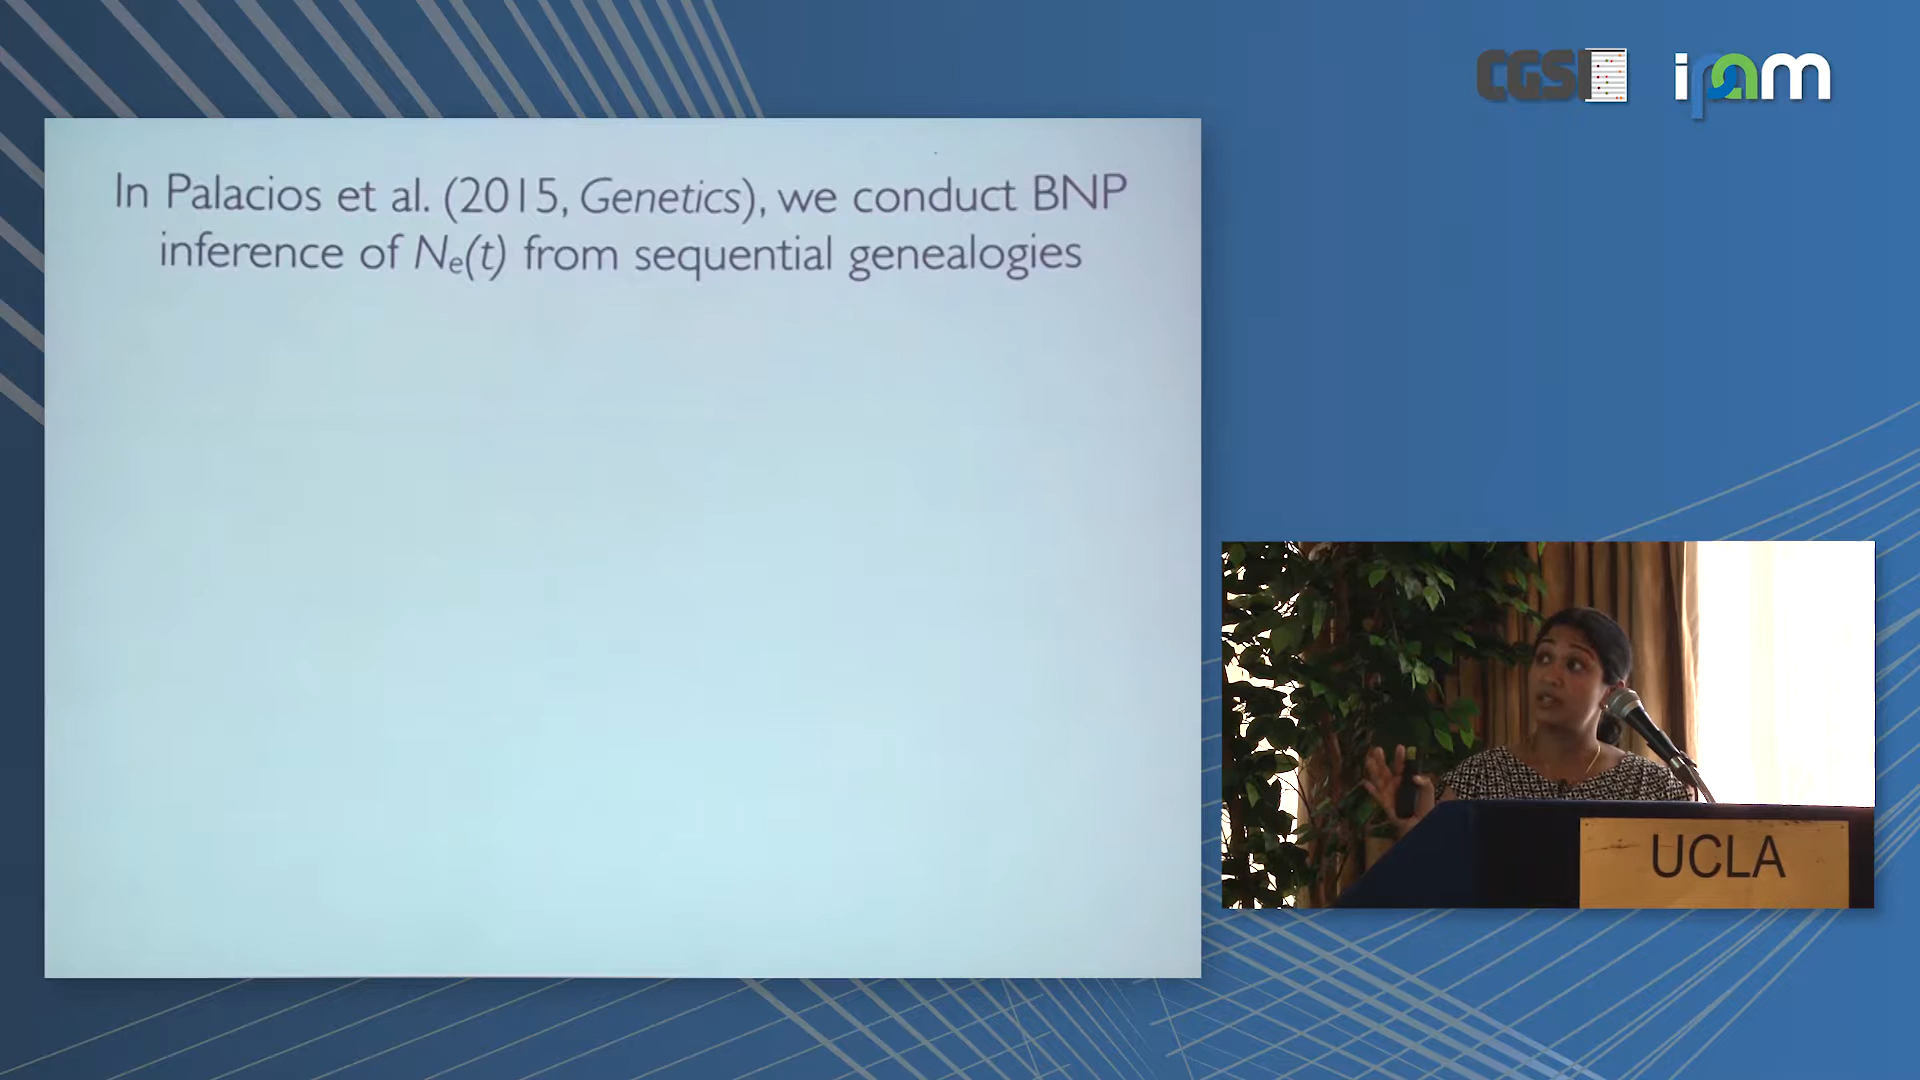 CGSI
ipam
In Palacios et al. (2015, Genetics), we conduct BNP
inference of Ne(t) from sequential genealogies
UCLA